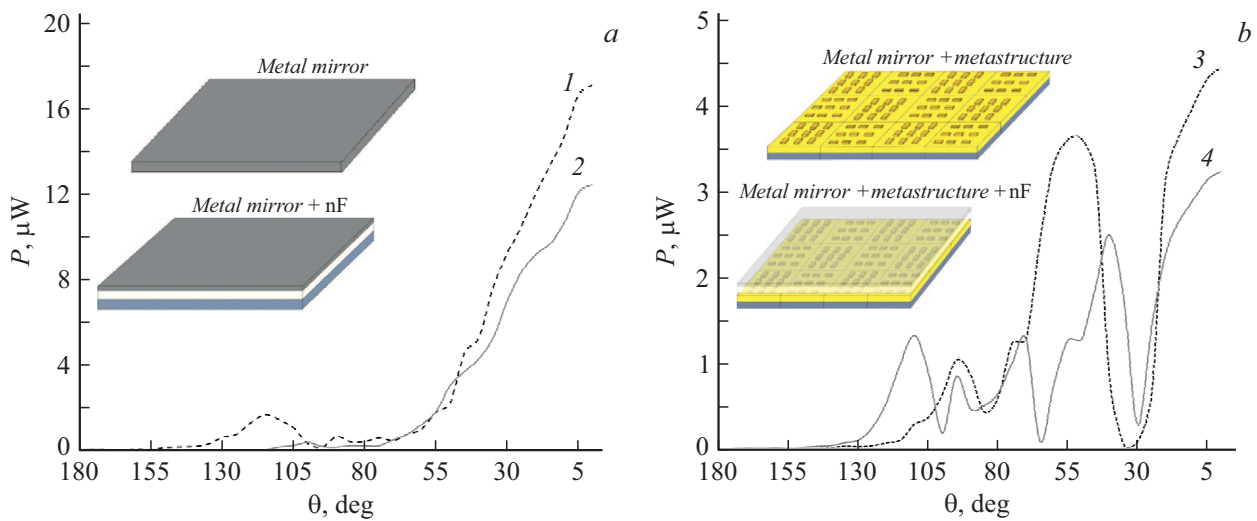 a
P, μW
20
16
12
8
4
0
180 155 130 105 80 55 30 5
θ, deg
Metal mirror
Metal mirror + nF
1
2
b
P, μW
5
4
3
2
1
0
180 155 130 105 80 55 30 5
θ, deg
Metal mirror + metastructure
Metal mirror + metastructure + nF
3
4